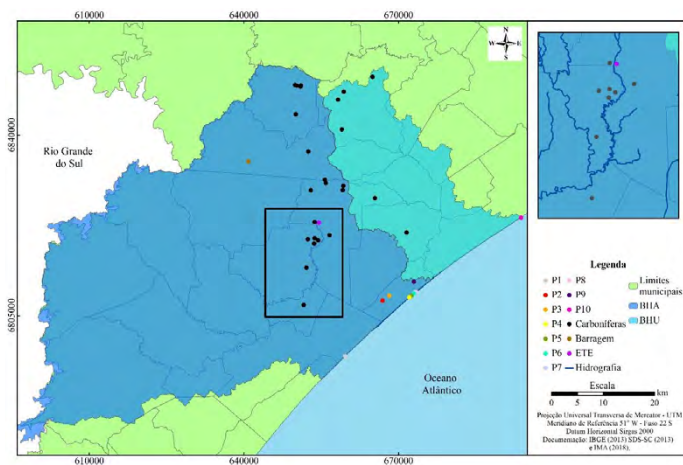 610000
640000
670000
N
W
E
S
6840000
6805000
Rio Grande
do Sul
Oceano
Atlântico
Legenda
P1
P2
P3
P4
P5
P6
P7
P8
P9
P10
Carboníferas
Barragem
ETE
Hidrografia
Limites
municipais
BHA
BHU
Escala
km
0 5 10 20
Projeção Universal Transversa de Mercator - UTM
Meridiano de Referência 51° W - Fuso 22 S
Datum Horizontal Sirgas 2000
Documentação: IBGE (2013) SDS-SC (2013)
e IMA (2018).
610000
640000
670000